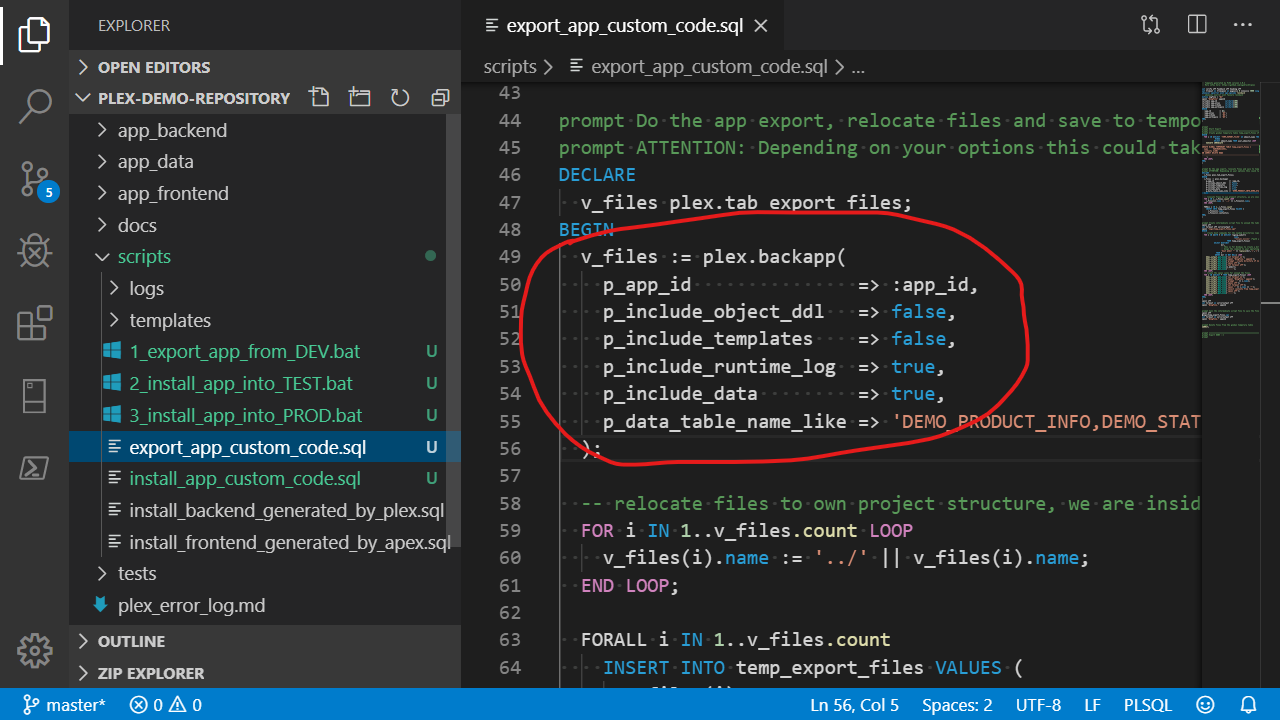 EXPLORER
OPEN EDITORS
PLEX-DEMO-REPOSITORY
app_backend
app_data
app_frontend
docs
scripts
logs
templates
1_export_app_from_DEV.bat U
2_install_app_into_TEST.bat U
3_install_app_into_PROD.bat U
export_app_custom_code.sql U
install_app_custom_code.sql U
install_backend_generated_by_plex.sql
install_frontend_generated_by_apex.sql
tests
plex_error_log.md
OUTLINE
ZIP EXPLORER
5
export_app_custom_code.sql
scripts > export_app_custom_code.sql > ...
43
44 prompt Do the app export, relocate files and save to tempo
45 prompt ATTENTION: Depending on your options this could tak
46 DECLARE
47 v_files plex.tab_export_files;
48 BEGIN
49 v_files := plex.backapp(
50 p_app_id => :app_id,
51 p_include_object_ddl => false,
52 p_include_templates => false,
53 p_include_runtime_log => true,
54 p_include_data => true,
55 p_data_table_name_like => 'DEMO_PRODUCT_INFO,DEMO_STAT
56 );
57
58 -- relocate files to own project structure, we are insid
59 FOR i IN 1..v_files.count LOOP
60 v_files(i).name := '../' || v_files(i).name;
61 END LOOP;
62
63 FORALL i IN 1..v_files.count
64 INSERT INTO temp_export_files VALUES (
master* 0 0 Ln 56, Col 5 Spaces: 2 UTF-8 LF PLSQL